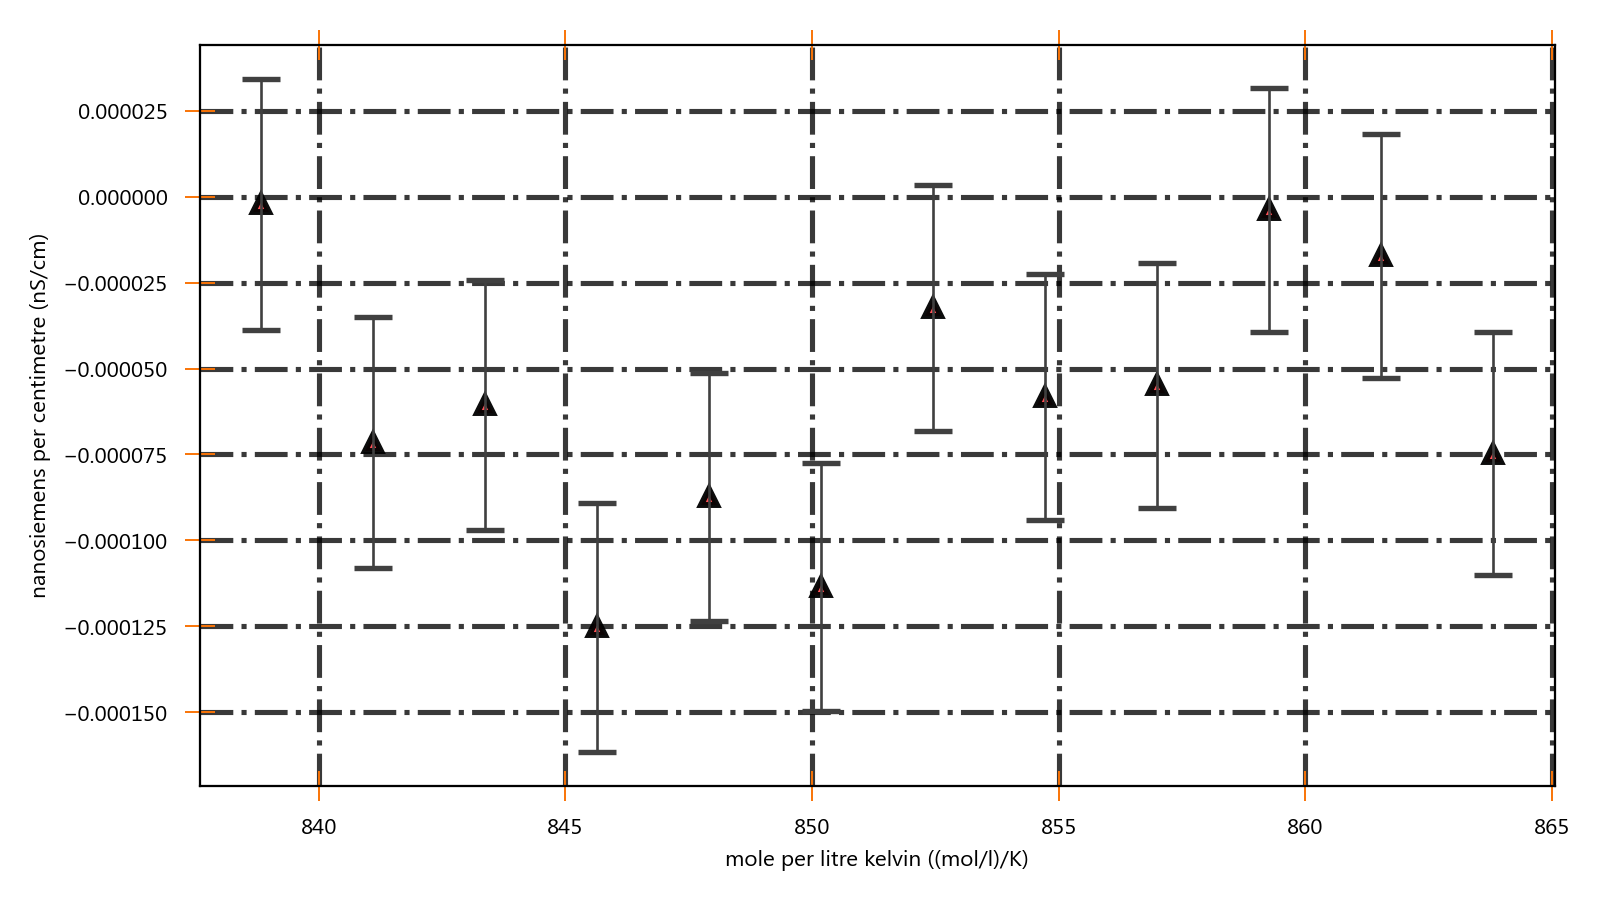 0.000025
0.000000
−0.000025
−0.000050
−0.000075
−0.000100
−0.000125
−0.000150
nanosiemens per centimetre (nS/cm)
840 845 850 855 860 865
mole per litre kelvin ((mol/l)/K)